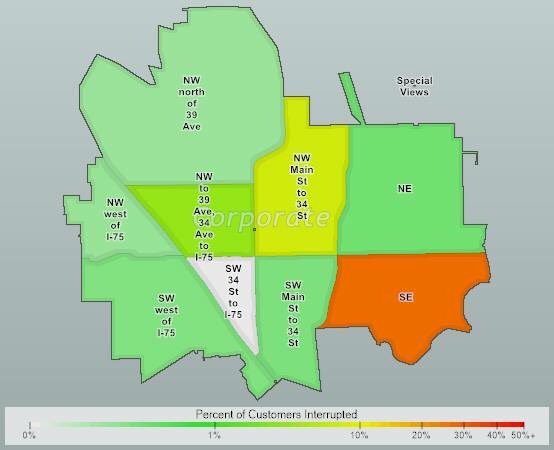 NW
north
of
39
Ave
Special
Views
NW
Main
St
to
34
St
NW
to
39
Ave,
34
Ave
to
I-75
NE
NW
west
of
I-75
orporate
SW
34
St
to
I-75
SW
Main
St
to
34
St
SW
west
of
I-75
SE
Percent of Customers Interrupted
0% 1% 10% 20% 30% 40% 50%+